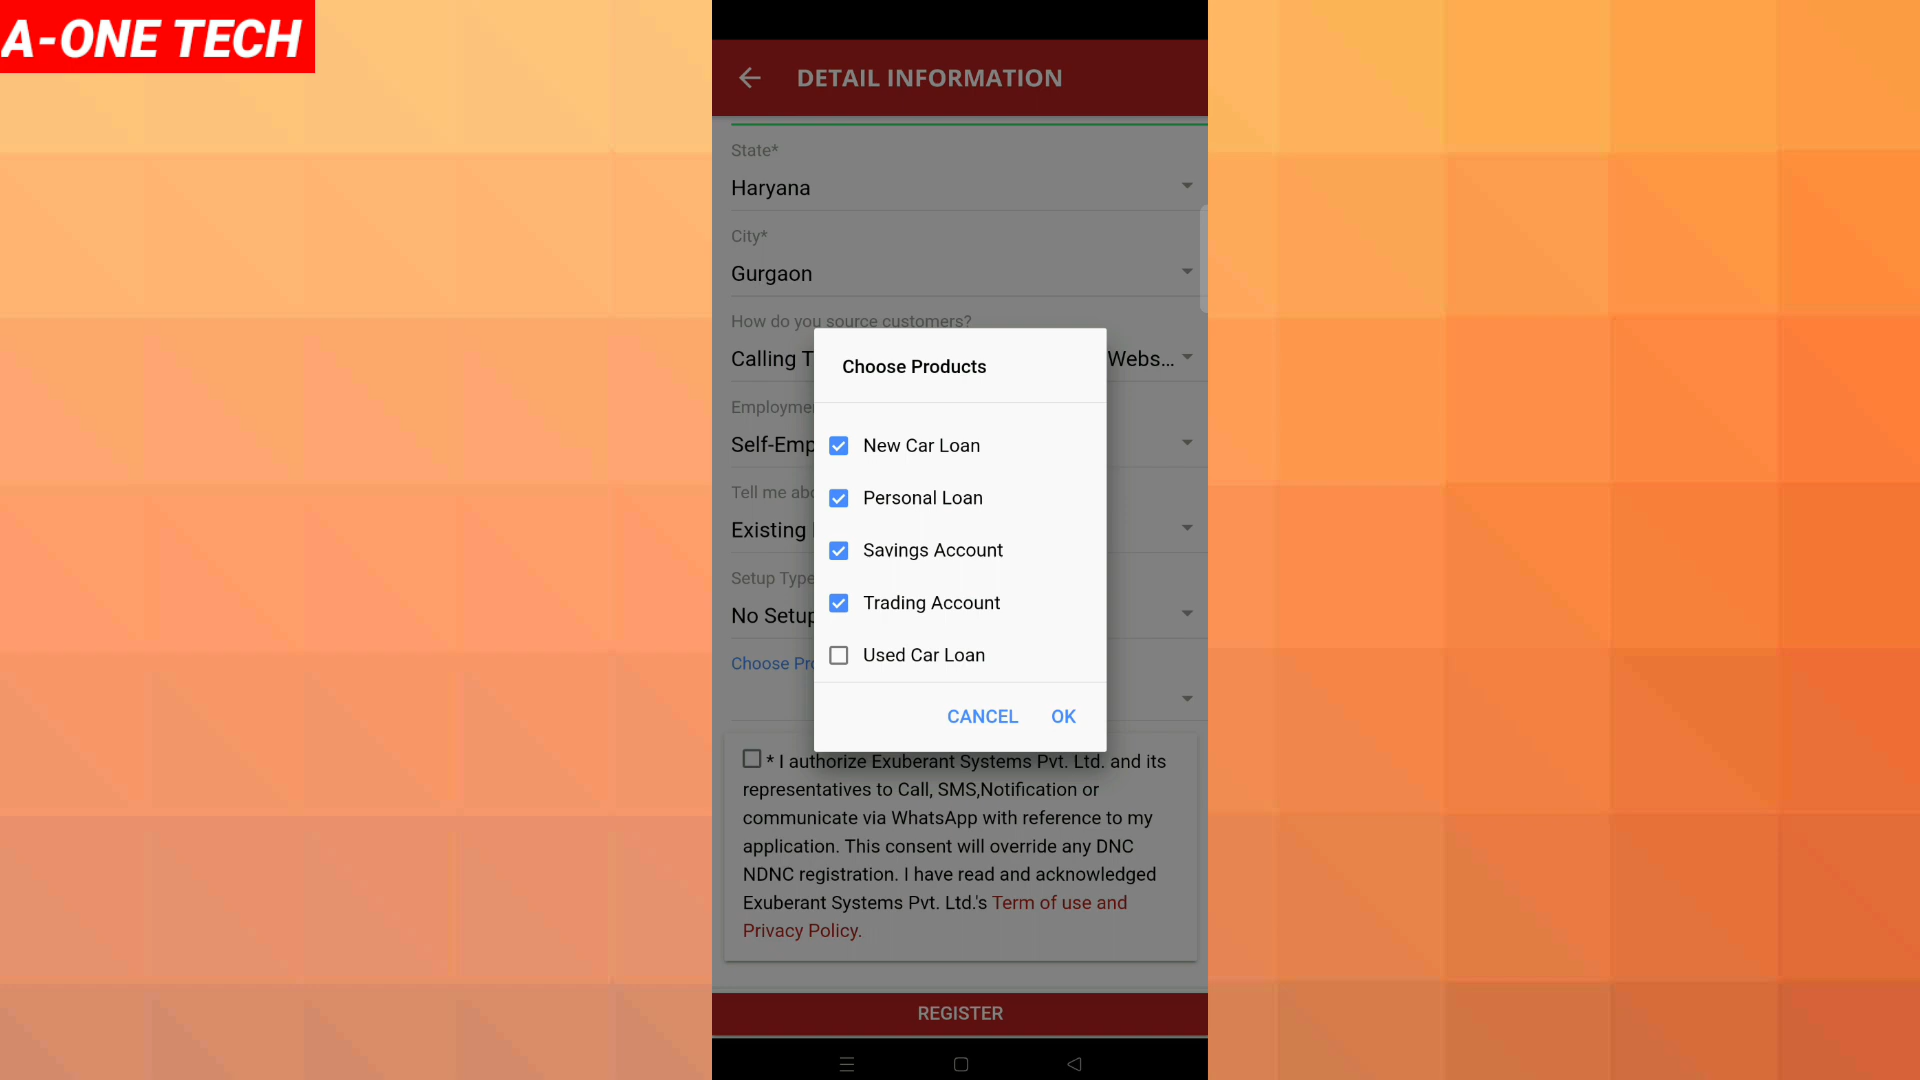 A-ONE TECH
DETAIL INFORMATION
State*
Haryana
City*
Gurgaon
How do you source customers?
Calling T
Webs...
Employme
Self-Emp
Tell me abo
Existing
Setup Type
No Setup
Choose Pro
Choose Products
New Car Loan
Personal Loan
Savings Account
Trading Account
Used Car Loan
CANCEL OK
* I authorize Exuberant Systems Pvt. Ltd. and its
representatives to Call, SMS,Notification or
communicate via WhatsApp with reference to my
application. This consent will override any DNC
NDNC registration. I have read and acknowledged
Exuberant Systems Pvt. Ltd.'s Term of use and
Privacy Policy.
REGISTER